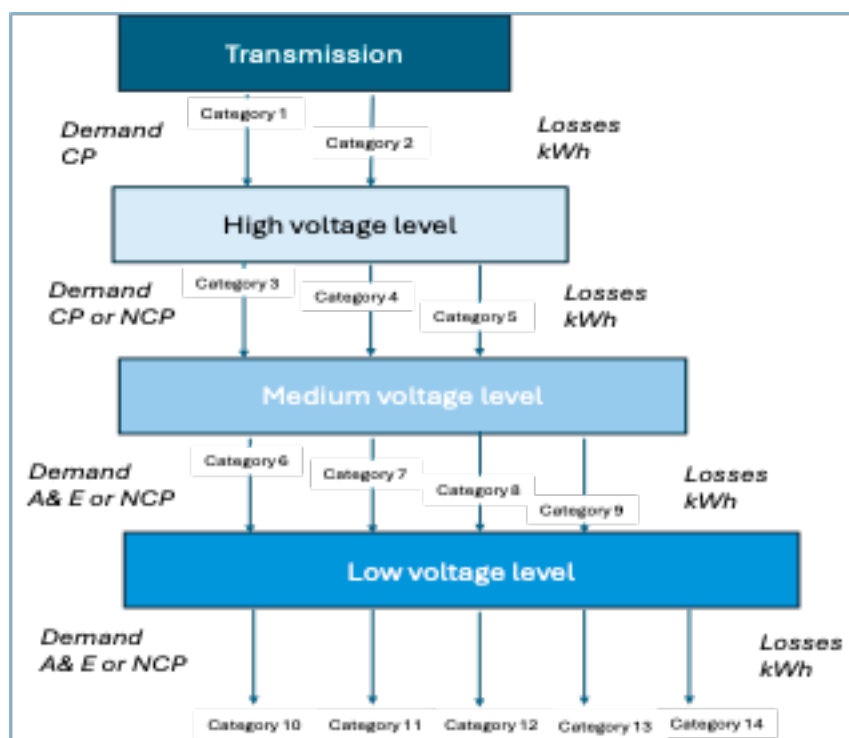 Transmission
Category 1
Demand
CP
Category 2
Losses
kWh
High voltage level
Category 3
Demand
CP or NCP
Category 4
Category 5
Losses
kWh
Medium voltage level
Category 6
Demand
A& E or NCP
Category 7
Category 8
Category 9
Losses
kWh
Low voltage level
Demand
A& E or NCP
Losses
kWh
Category 10
Category 11
Category 12
Category 13
Category 14